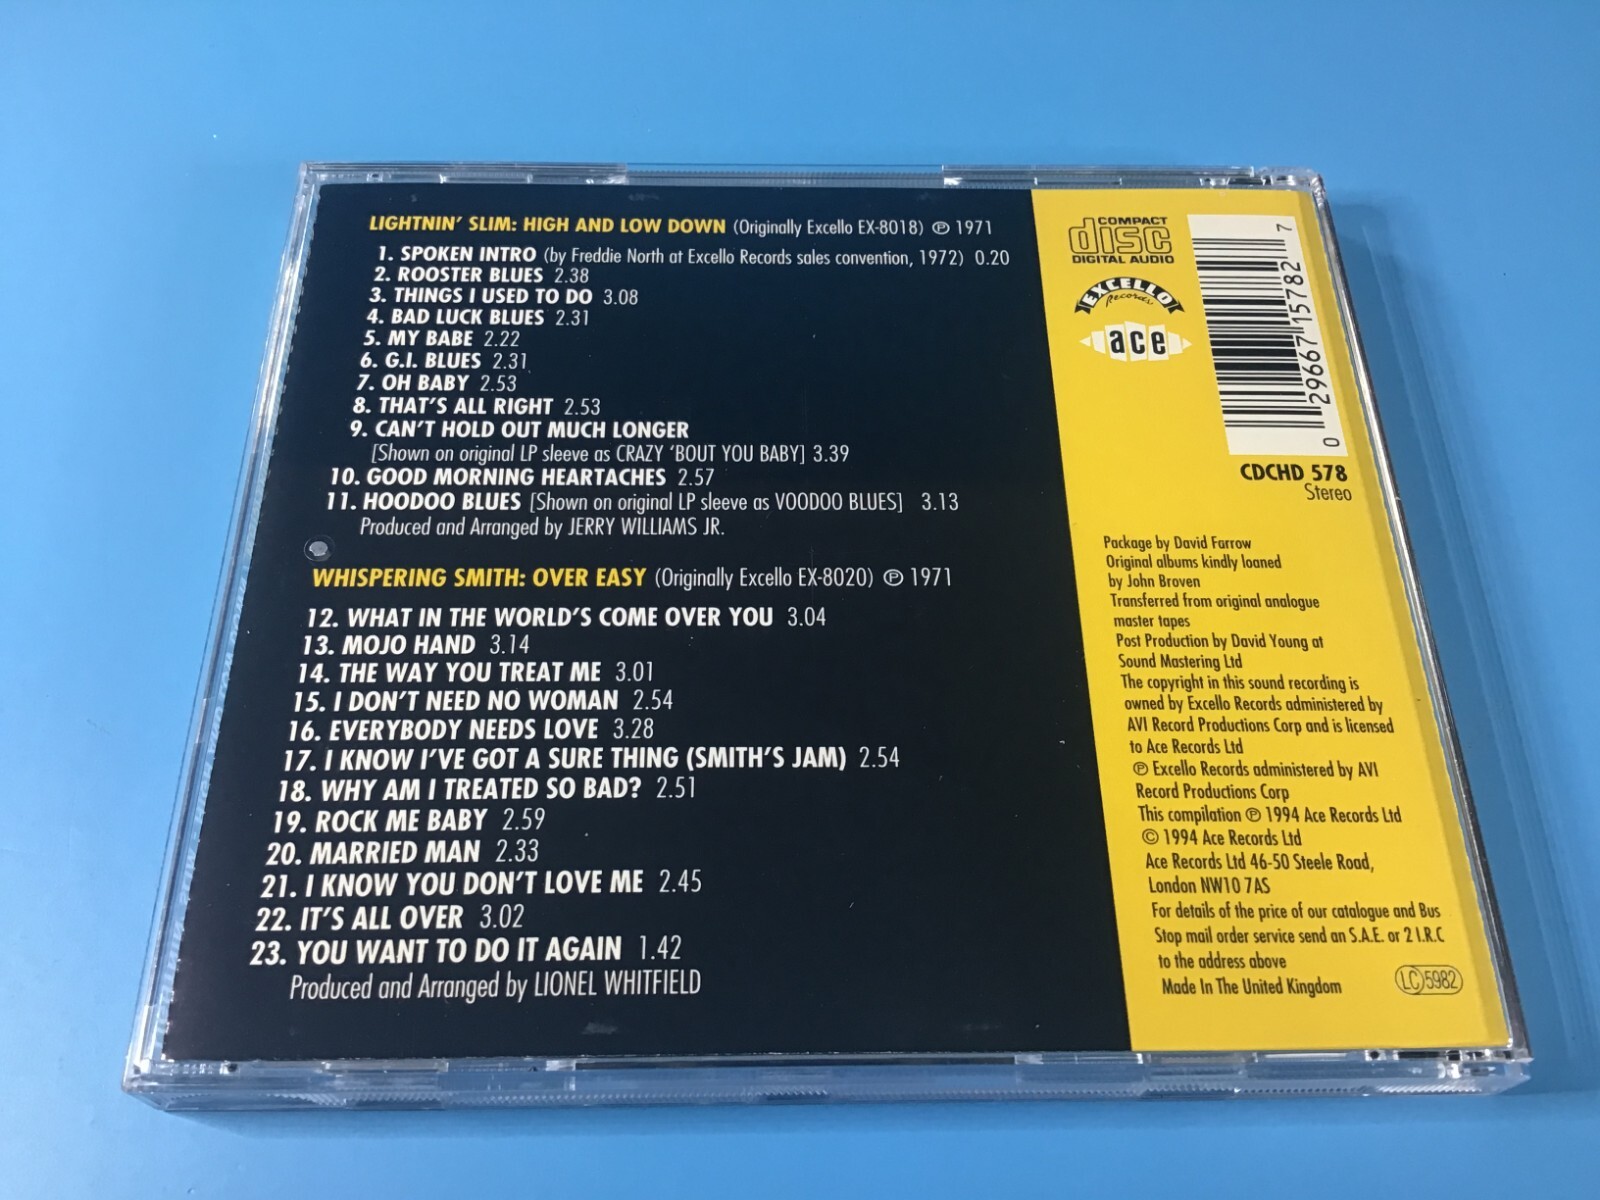 LIGHTNIN' SLIM: HIGH AND LOW DOWN (Originally Excello EX-8018) ℗ 1971
1. SPOKEN INTRO (by Freddie North at Excello Records sales convention, 1972) 0.20
2. ROOSTER BLUES 2.38
3. THINGS I USED TO DO 3.08
4. BAD LUCK BLUES 2.31
5. MY BABE 2.22
6. G.I. BLUES 2.31
7. OH BABY 2.53
8. THAT'S ALL RIGHT 2.53
9. CAN'T HOLD OUT MUCH LONGER
[Shown on original LP sleeve as CRAZY 'BOUT YOU BABY] 3.39
10. GOOD MORNING HEARTACHES 2.57
11. HOODOO BLUES [Shown on original LP sleeve as VOODOO BLUES] 3.13
Produced and Arranged by JERRY WILLIAMS JR.
WHISPERING SMITH: OVER EASY (Originally Excello EX-8020) ℗ 1971
12. WHAT IN THE WORLD'S COME OVER YOU 3.04
13. MOJO HAND 3.14
14. THE WAY YOU TREAT ME 3.01
15. I DON'T NEED NO WOMAN 2.54
16. EVERYBODY NEEDS LOVE 3.28
17. I KNOW I'VE GOT A SURE THING (SMITH'S JAM) 2.54
18. WHY AM I TREATED SO BAD? 2.51
19. ROCK ME BABY 2.59
20. MARRIED MAN 2.33
21. I KNOW YOU DON'T LOVE ME 2.45
22. IT'S ALL OVER 3.02
23. YOU WANT TO DO IT AGAIN 1.42
Produced and Arranged by LIONEL WHITFIELD
COMPACT
disc
DIGITAL AUDIO
EXCELLO
Records
ace
0 29667 15782 7
CDCHD 578
Stereo
Package by David Farrow
Original albums kindly loaned
by John Broven
Transferred from original analogue
master tapes
Post Production by David Young at
Sound Mastering Ltd
The copyright in this sound recording is
owned by Excello Records administered by
AVI Record Productions Corp and is licensed
to Ace Records Ltd
℗ Excello Records administered by AVI
Record Productions Corp
This compilation ℗ 1994 Ace Records Ltd
© 1994 Ace Records Ltd
Ace Records Ltd 46-50 Steele Road,
London NW10 7AS
For details of the price of our catalogue and Bus
Stop mail order service send an S.A.E. or 2 I.R.C
to the address above
Made In The United Kingdom
LC 5982